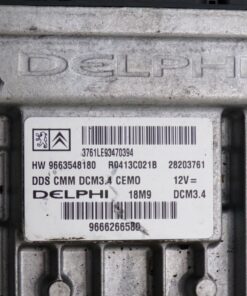 DELPHI
3761LE93470394
HW 9663548180 R0413C021B 28203761
DDS CMM DCM3.4 CEMO 12V=
DELPHI 18M9 DCM3.4
9666266580